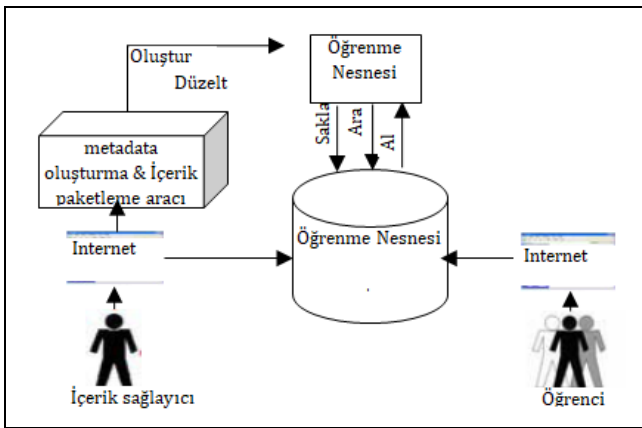 Oluştur
Düzelt
Öğrenme
Nesnesi
Sakla
Ara
Al
metadata
oluşturma & İçerik
paketleme aracı
Internet
Öğrenme Nesnesi
Internet
İçerik sağlayıcı
Öğrenci